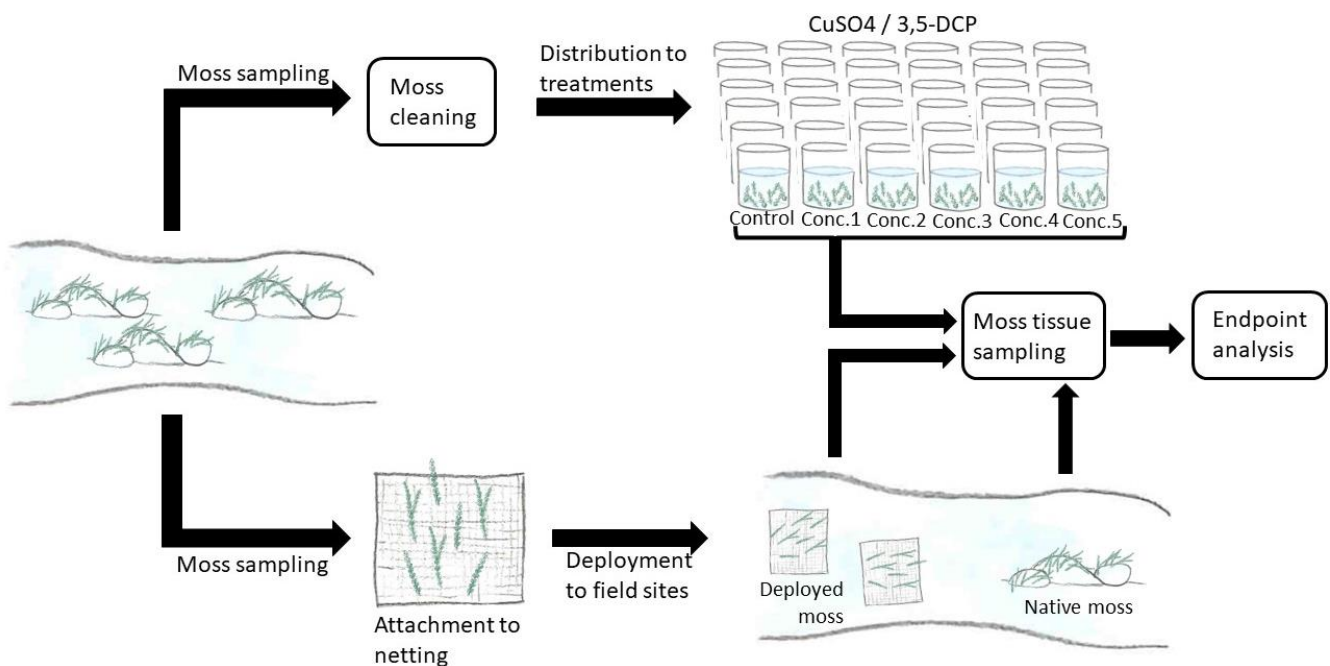 CuSO4 / 3,5-DCP
Moss sampling
Moss
cleaning
Distribution to
treatments
Control Conc.1 Conc.2 Conc.3 Conc.4 Conc.5
Moss tissue
sampling
Endpoint
analysis
Moss sampling
Attachment to
netting
Deployment
to field sites
Deployed
moss
Native moss